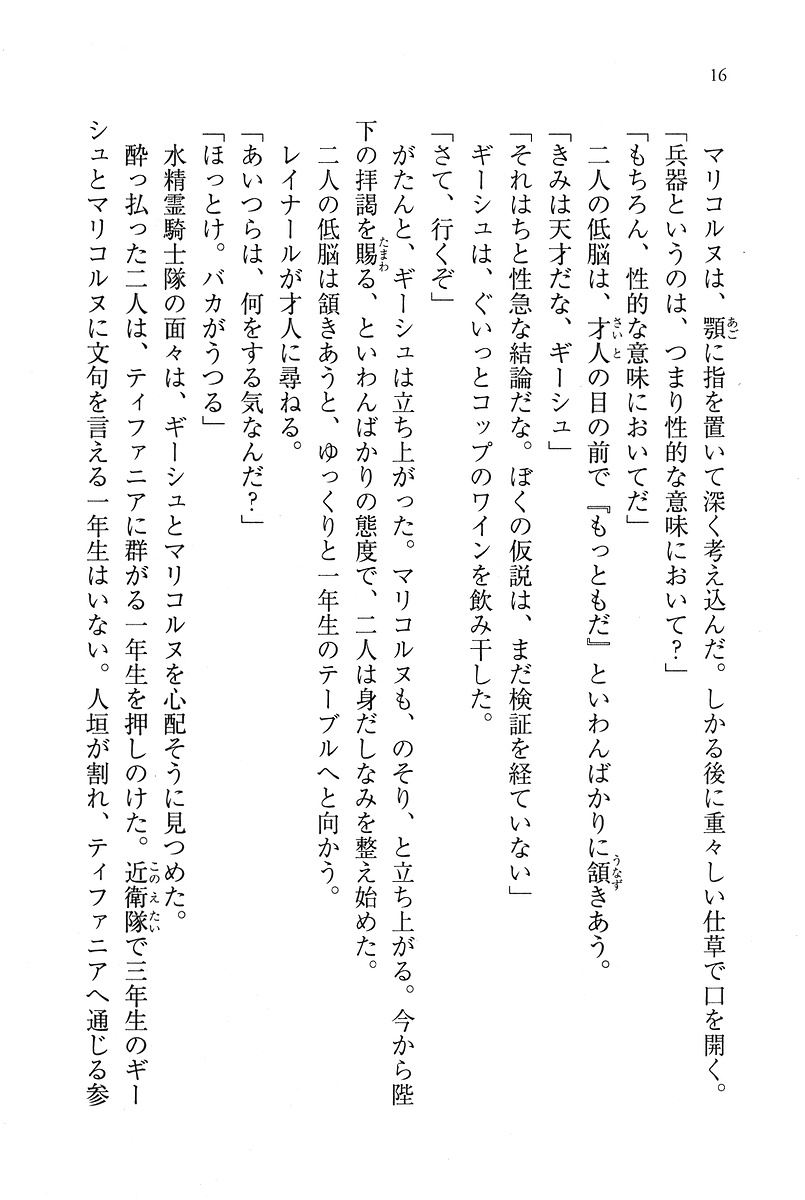 16
マリコルヌは、顎に指を置いて深く考え込んだ。しかる後に重々しい仕草で口を開く。
「兵器というのは、つまり性的な意味において？」
「もちろん、性的な意味においてだ」
二人の低脳は、才人の目の前で『もっともだ』といわんばかりに頷きあう。
「きみは天才だな、ギーシュ」
「それはちと性急な結論だな。ぼくの仮説は、まだ検証を経ていない」
ギーシュは、ぐいっとコップのワインを飲み干した。
「さて、行くぞ」
がたんと、ギーシュは立ち上がった。マリコルヌも、のそり、と立ち上がる。今から陛
下の拝謁を賜る、といわんばかりの態度で、二人は身だしなみを整え始めた。
二人の低脳は頷きあうと、ゆっくりと一年生のテーブルへと向かう。
レイナールが才人に尋ねる。
「あいつらは、何をする気なんだ？」
「ほっとけ。バカがうつる」
水精霊騎士隊の面々は、ギーシュとマリコルヌを心配そうに見つめた。
酔っ払った二人は、ティファニアに群がる一年生を押しのけた。近衛隊で三年生のギー
シュとマリコルヌに文句を言える一年生はいない。人垣が割れ、ティファニアへ通じる参